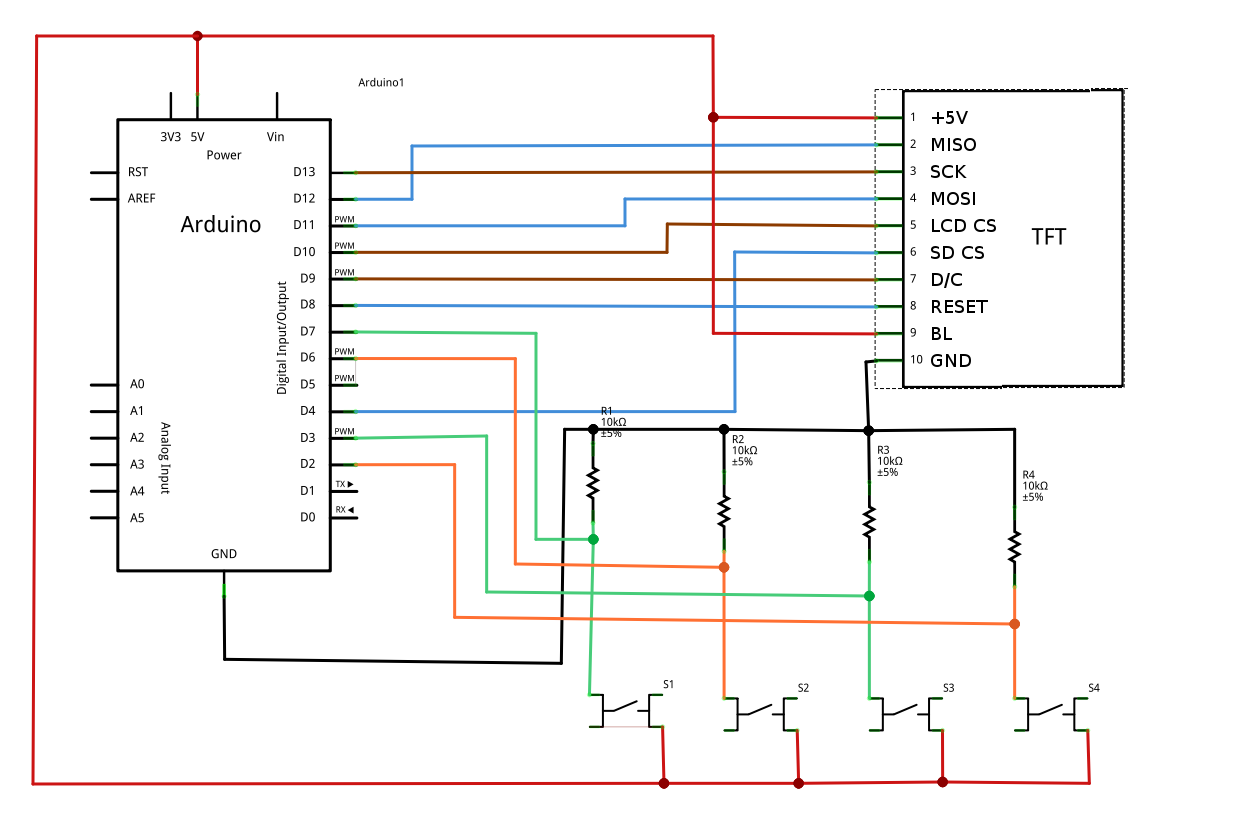 Arduino1
3V3 5V Vin
Power
RST
AREF
Arduino
D13
D12
D11 PWM
D10 PWM
D9 PWM
D8
D7
D6 PWM
D5 PWM
D4
D3 PWM
D2
D1 TX
D0 RX
Digital Input/Output
A0
A1
A2
A3
A4
A5
Analog Input
GND
1 +5V
2 MISO
3 SCK
4 MOSI
5 LCD CS
6 SD CS
7 D/C
8 RESET
9 BL
10 GND
TFT
R1
10kΩ
±5%
R2
10kΩ
±5%
R3
10kΩ
±5%
R4
10kΩ
±5%
S1
S2
S3
S4